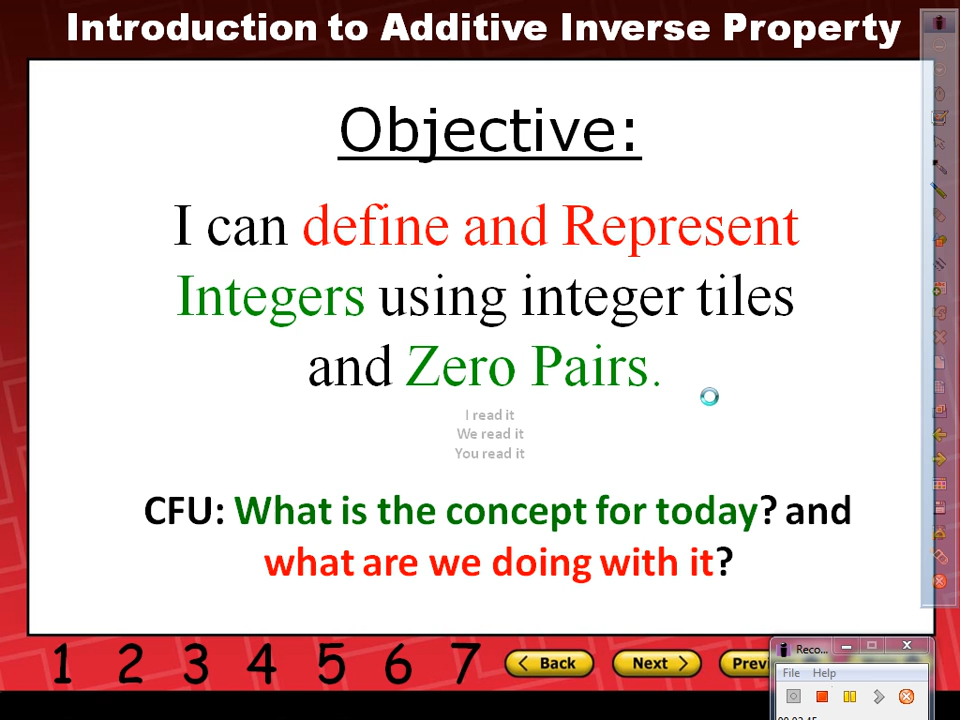 Introduction to Additive Inverse Property
Objective:
I can define and Represent
Integers using integer tiles
and Zero Pairs.
I read it
We read it
You read it
CFU: What is the concept for today? and
what are we doing with it?
1 2 3 4 5 6 7 Back Next Previ
Reco...
File Help